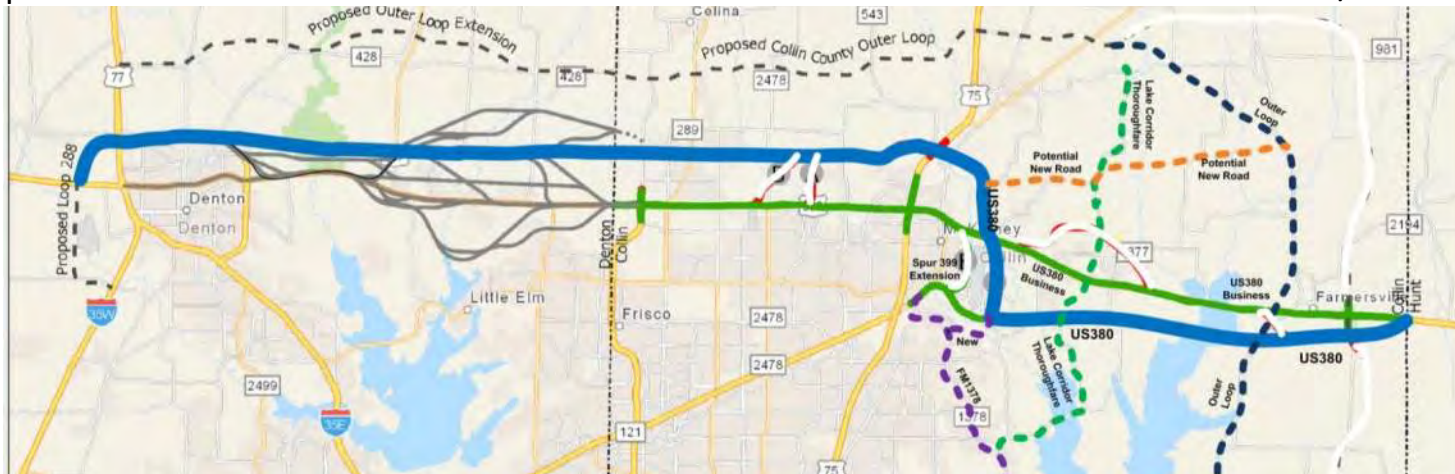 Celina
543
Proposed Outer Loop Extension
Proposed Collin County Outer Loop
981
77
428
428
2478
75
289
Lake Corridor
Thoroughfare
Outer
Loop
Potential
New Road
Potential
New Road
Proposed Loop 288
Denton
Denton
Denton
Collin
US380
2194
Spur 399
Extension
US380
Business
US380
Business
Farmersville
Collin
Hunt
35W
Little Elm
Frisco
2478
New
US380
US380
2478
FM1378
Lake Corridor
Thoroughfare
Outer
Loop
2499
35E
121
1378
75